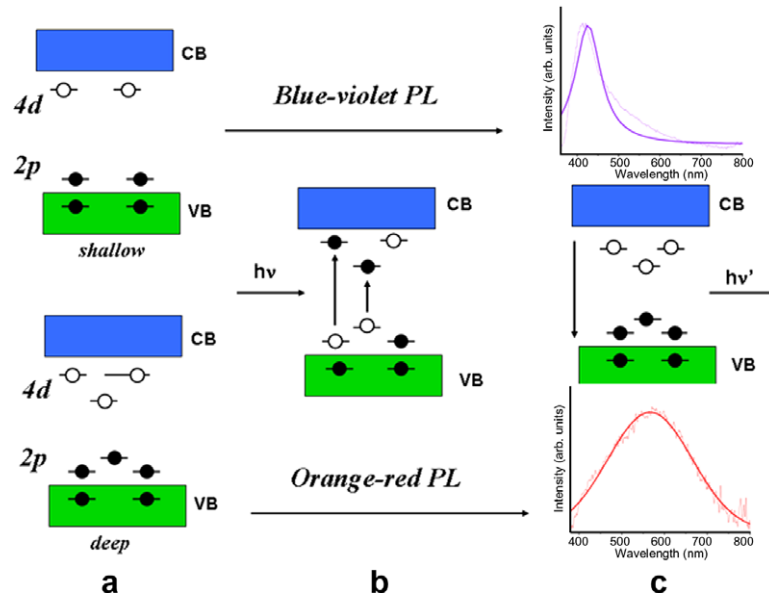 CB
4d
2p
VB
shallow
Blue-violet PL
Intensity (arb. units)
400 500 600 700 800
Wavelength (nm)
hν
CB
VB
CB
hν'
VB
CB
4d
2p
VB
deep
Orange-red PL
Intensity (arb. units)
400 500 600 700 800
Wavelength (nm)
a
b
c